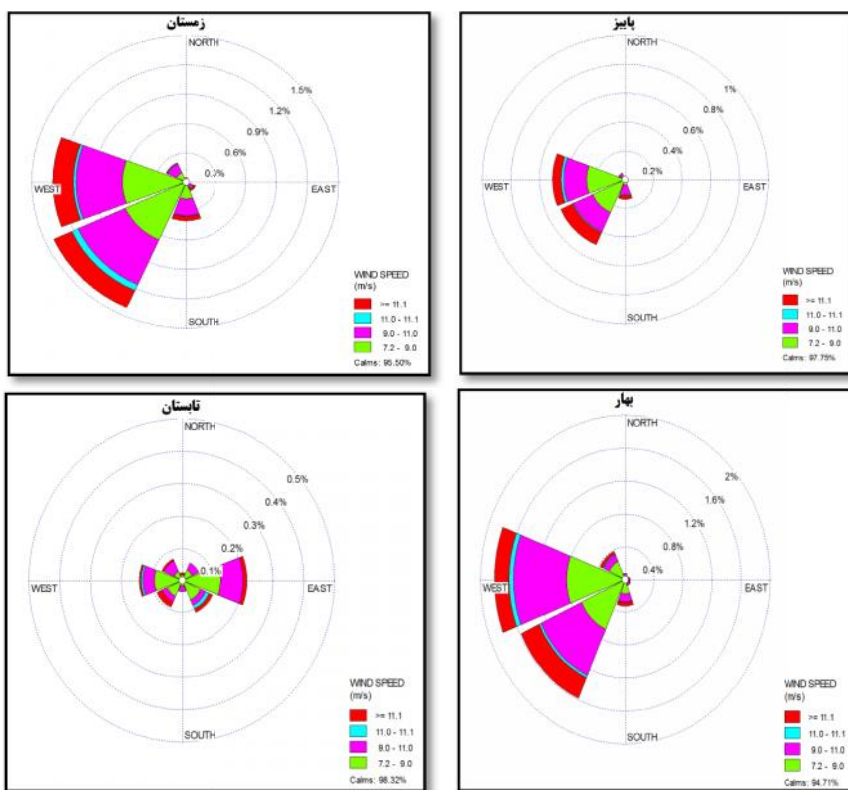 زمستان
NORTH
1.5%
1.2%
0.9%
0.6%
WEST
EAST
SOUTH
WIND SPEED
(m/s)
>= 11.1
11.0 - 11.1
9.0 - 11.0
7.2 - 9.0
Calms: 95.50%
پاییز
NORTH
1%
0.8%
0.6%
0.4%
0.2%
WEST
EAST
SOUTH
WIND SPEED
(m/s)
>= 11.1
11.0 - 11.1
9.0 - 11.0
7.2 - 9.0
Calms: 97.75%
تابستان
NORTH
0.5%
0.4%
0.3%
0.2%
0.1%
WEST
EAST
SOUTH
WIND SPEED
(m/s)
>= 11.1
11.0 - 11.1
9.0 - 11.0
7.2 - 9.0
Calms: 98.32%
بهار
NORTH
2%
1.6%
1.2%
0.8%
0.4%
WEST
EAST
SOUTH
WIND SPEED
(m/s)
>= 11.1
11.0 - 11.1
9.0 - 11.0
7.2 - 9.0
Calms: 94.71%